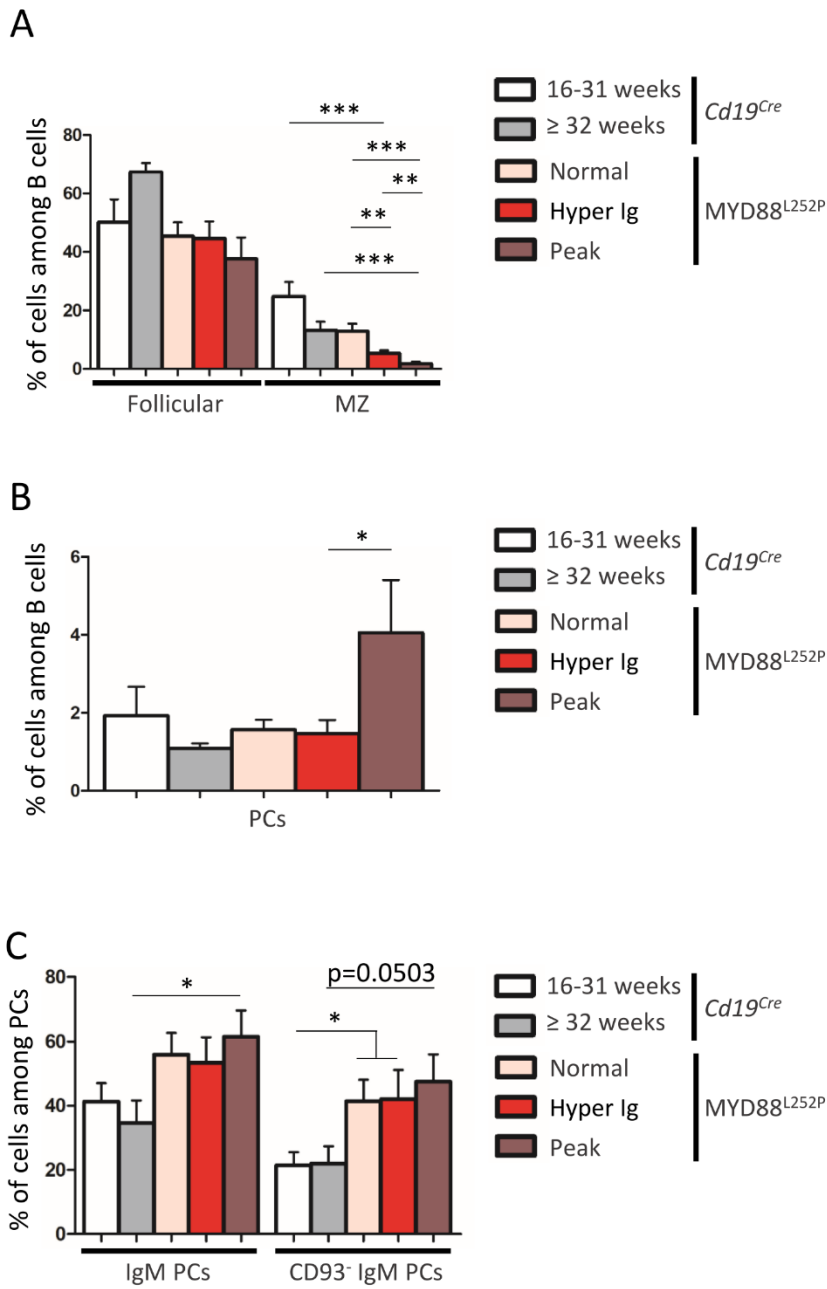 A
% of cells among B cells
80
60
40
20
0
***
***
**
**
***
Follicular
MZ
16-31 weeks
≥ 32 weeks
Cd19Cre
Normal
Hyper Ig
Peak
MYD88L252P
B
% of cells among B cells
6
4
2
0
*
PCs
16-31 weeks
≥ 32 weeks
Cd19Cre
Normal
Hyper Ig
Peak
MYD88L252P
C
% of cells among PCs
80
60
40
20
0
*
p=0.0503
*
IgM PCs
CD93- IgM PCs
16-31 weeks
≥ 32 weeks
Cd19Cre
Normal
Hyper Ig
Peak
MYD88L252P